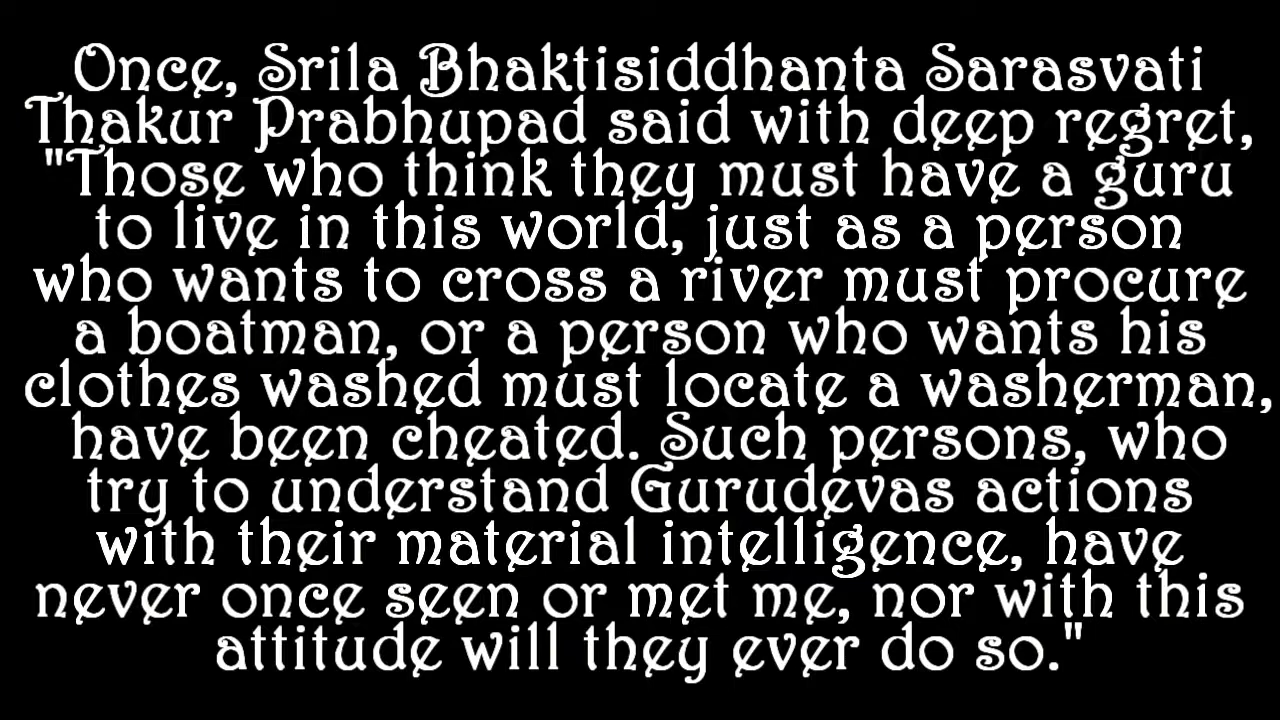 Once, Srila Bhaktisiddhanta Sarasvati
Thakur Prabhupad said with deep regret,
"Those who think they must have a guru
to live in this world, just as a person
who wants to cross a river must procure
a boatman, or a person who wants his
clothes washed must locate a washerman,
have been cheated. Such persons, who
try to understand Gurudevas actions
with their material intelligence, have
never once seen or met me, nor with this
attitude will they ever do so."